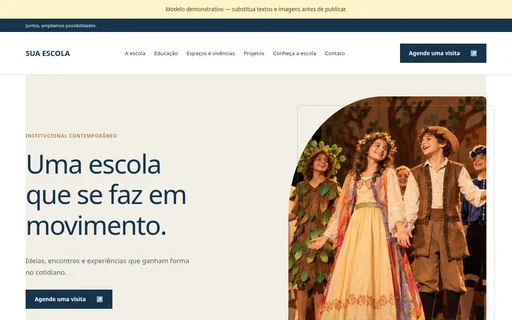 Modelo demonstrativo — substitua textos e imagens antes de publicar.
Juntos, ampliamos possibilidades.
SUA ESCOLA
A escola
Educação
Espaços e vivências
Projetos
Conheça a escola
Contato
Agende uma visita
INSTITUCIONAL CONTEMPORÂNEO
Uma escola
que se faz em
movimento.
Ideias, encontros e experiências que ganham forma
no cotidiano.
Agende uma visita